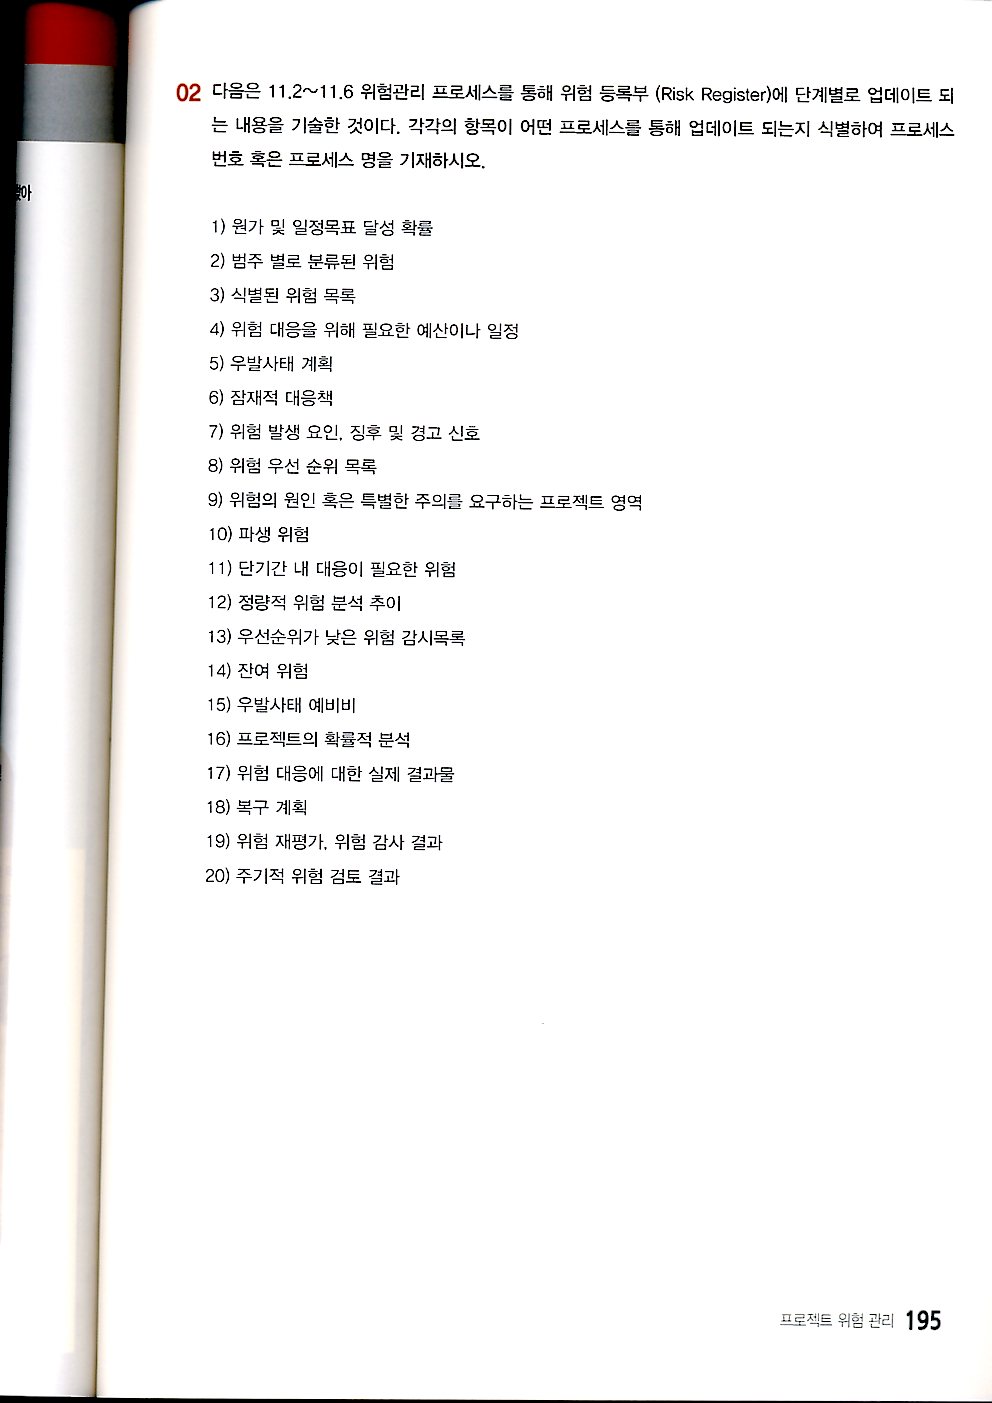 02 다음은 11.2~11.6 위험관리 프로세스를 통해 위험 등록부 (Risk Register)에 단계별로 업데이트 되
는 내용을 기술한 것이다. 각각의 항목이 어떤 프로세스를 통해 업데이트 되는지 식별하여 프로세스
번호 혹은 프로세스 명을 기재하시오.
1) 원가 및 일정목표 달성 확률
2) 범주 별로 분류된 위험
3) 식별된 위험 목록
4) 위험 대응을 위해 필요한 예산이나 일정
5) 우발사태 계획
6) 잠재적 대응책
7) 위험 발생 요인, 징후 및 경고 신호
8) 위험 우선 순위 목록
9) 위험의 원인 혹은 특별한 주의를 요구하는 프로젝트 영역
10) 파생 위험
11) 단기간 내 대응이 필요한 위험
12) 정량적 위험 분석 추이
13) 우선순위가 낮은 위험 감시목록
14) 잔여 위험
15) 우발사태 예비비
16) 프로젝트의 확률적 분석
17) 위험 대응에 대한 실제 결과물
18) 복구 계획
19) 위험 재평가, 위험 감사 결과
20) 주기적 위험 검토 결과
프로젝트 위험 관리 195